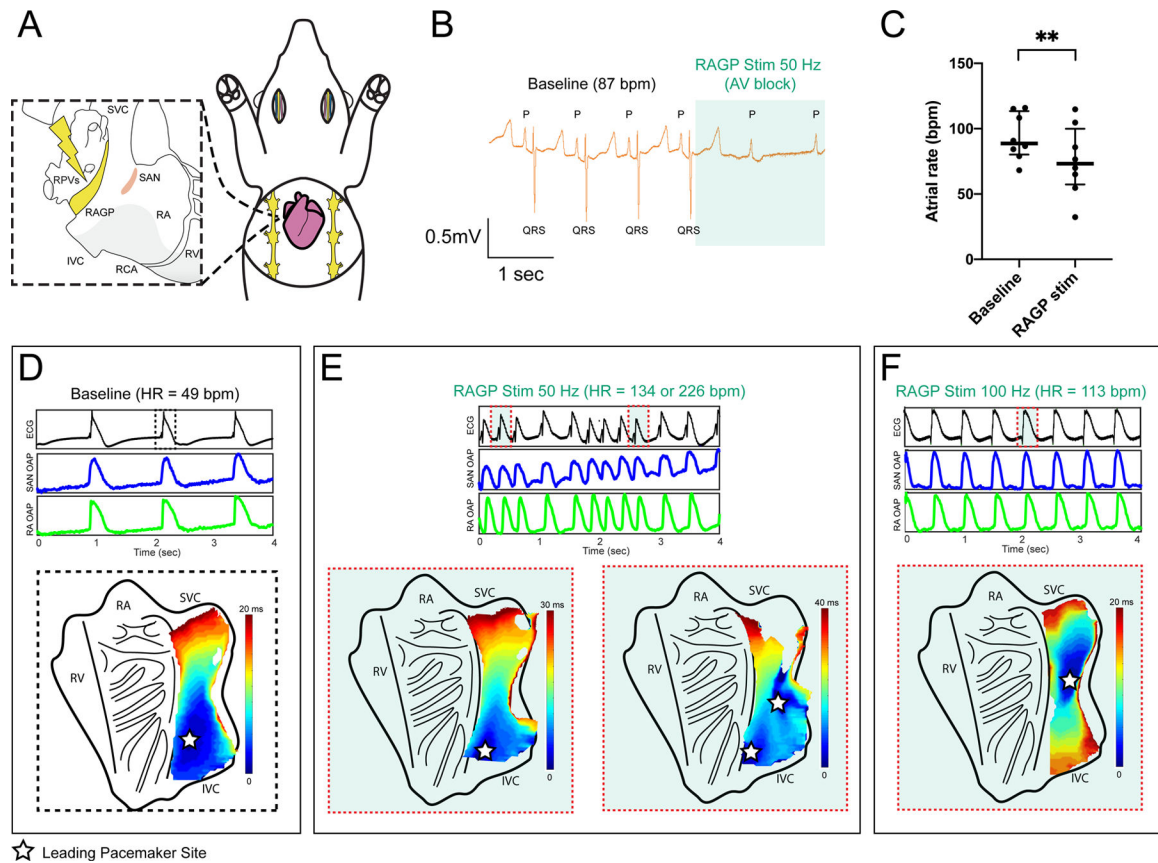 A
SVC
RPVs
SAN
RAGP
RA
IVC
RCA
RV
B
Baseline (87 bpm)
RAGP Stim 50 Hz
(AV block)
P P P P P P
QRS QRS QRS QRS
0.5mV
1 sec
C
**
Atrial rate (bpm)
150
100
50
0
Baseline
RAGP stim
D
Baseline (HR = 49 bpm)
ECG
SAN OAP
RA OAP
0 1 2 3 4
Time (sec)
RA
SVC
RV
IVC
20 ms
0
E
RAGP Stim 50 Hz (HR = 134 or 226 bpm)
ECG
SAN OAP
RA OAP
0 1 2 3 4
Time (sec)
RA
SVC
RV
IVC
30 ms
0
RA
SVC
RV
IVC
40 ms
0
F
RAGP Stim 100 Hz (HR = 113 bpm)
ECG
SAN OAP
RA OAP
0 1 2 3 4
Time (sec)
RA
SVC
RV
IVC
20 ms
0
Leading Pacemaker Site